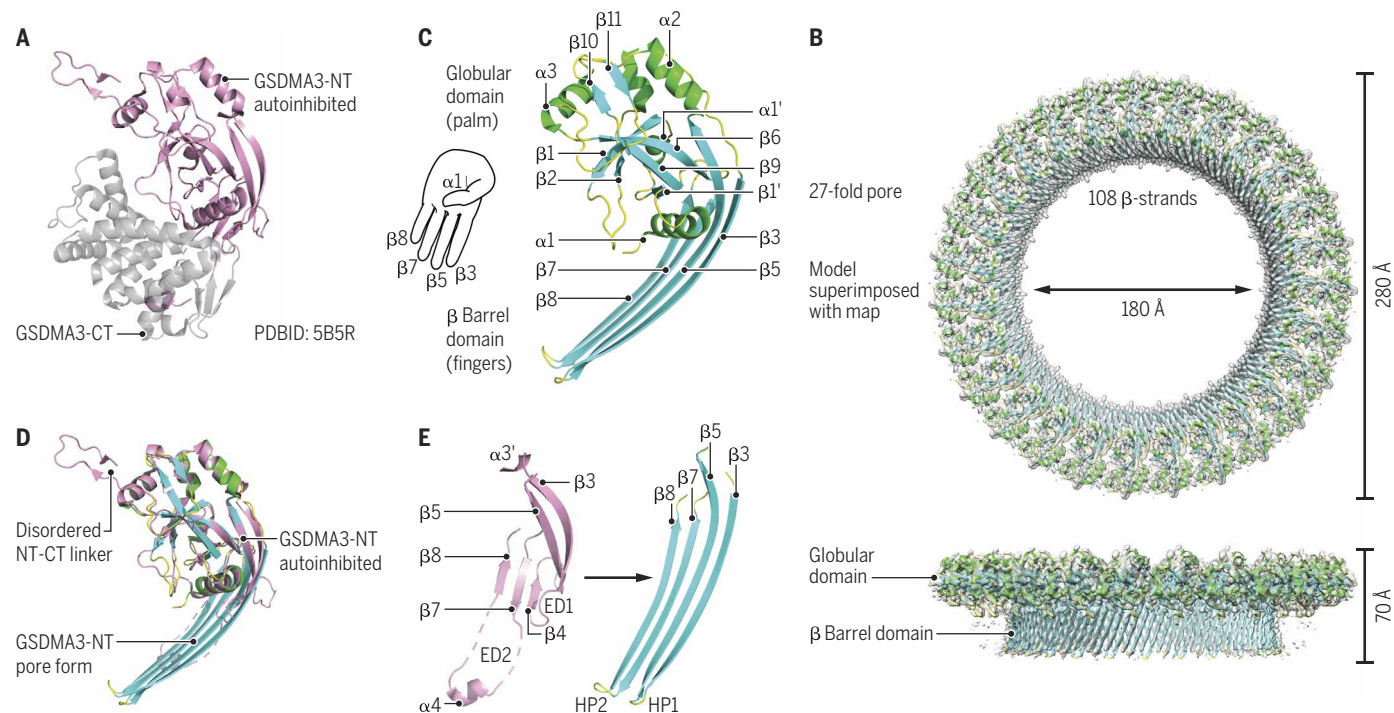 A
GSDMA3-NT
autoinhibited
GSDMA3-CT
PDBID: 5B5R
C
β11
α2
β10
Globular
domain
(palm)
α3
α1'
β6
β1
β9
β2
β1'
α1
α1
β3
β8
β7
β5
β3
β7
β5
β8
β Barrel
domain
(fingers)
B
27-fold pore
108 β-strands
Model
superimposed
with map
180 Å
280 Å
Globular
domain
β Barrel domain
70 Å
D
Disordered
NT-CT linker
GSDMA3-NT
autoinhibited
GSDMA3-NT
pore form
E
α3'
β3
β5
β8
β7
ED1
β4
ED2
α4
β5
β3
β7
β8
HP2
HP1